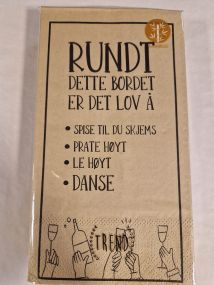 RUNDT
DETTE BORDET
ER DET LOV Å
• SPISE TIL DU SKJEMS
• PRATE HØYT
• LE HØYT
• DANSE
TREND